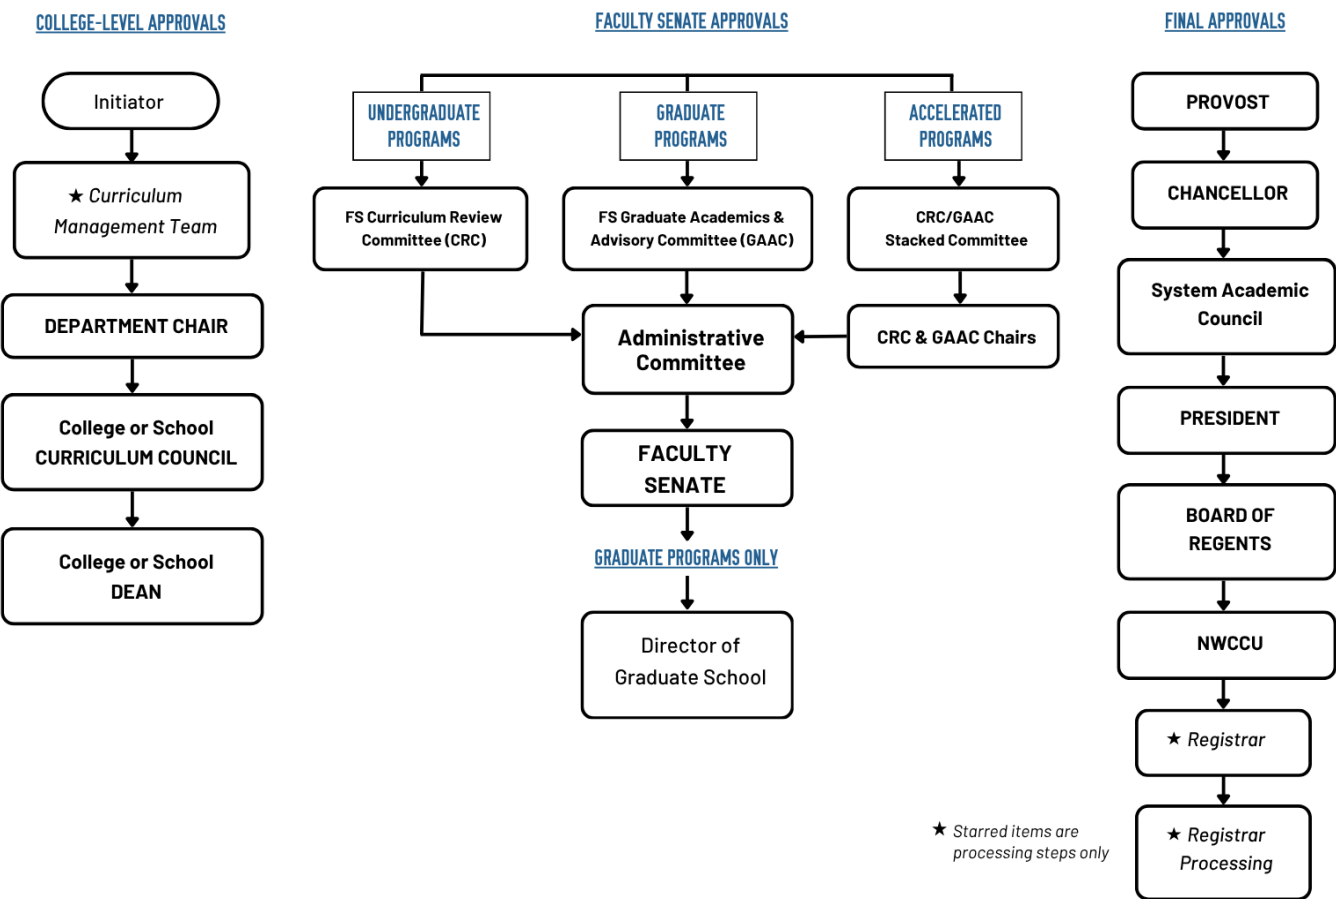 COLLEGE-LEVEL APPROVALS
Initiator
★ Curriculum
Management Team
DEPARTMENT CHAIR
College or School
CURRICULUM COUNCIL
College or School
DEAN
FACULTY SENATE APPROVALS
UNDERGRADUATE
PROGRAMS
GRADUATE
PROGRAMS
ACCELERATED
PROGRAMS
FS Curriculum Review
Committee (CRC)
FS Graduate Academics &
Advisory Committee (GAAC)
CRC/GAAC
Stacked Committee
Administrative
Committee
CRC & GAAC Chairs
FACULTY
SENATE
GRADUATE PROGRAMS ONLY
Director of
Graduate School
FINAL APPROVALS
PROVOST
CHANCELLOR
System Academic
Council
PRESIDENT
BOARD OF
REGENTS
NWCCU
★ Registrar
★ Registrar
Processing
★ Starred items are
processing steps only